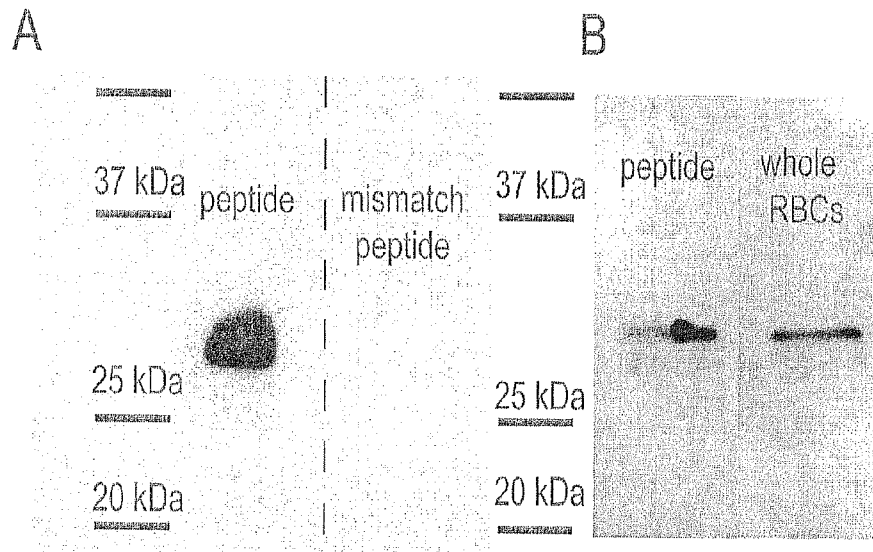 A
37 kDa
peptide
mismatch
peptide
25 kDa
20 kDa
B
37 kDa
peptide
whole
RBCs
25 kDa
20 kDa